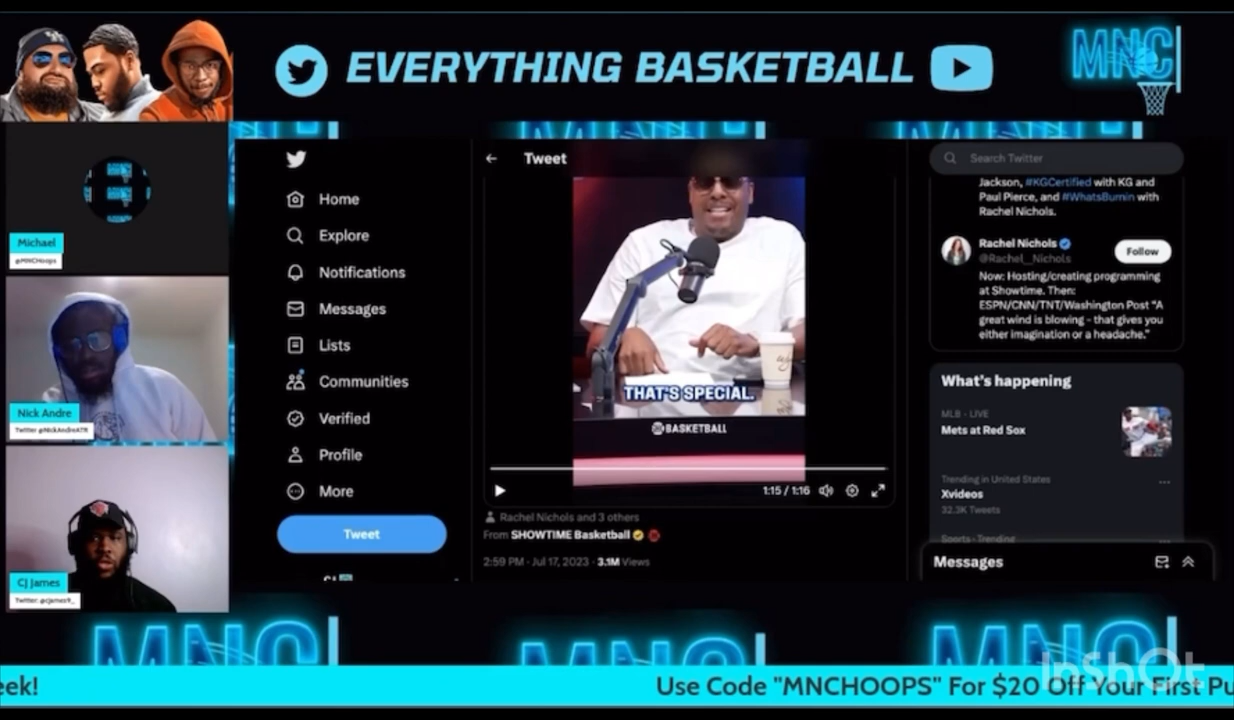 EVERYTHING BASKETBALL
MNC
Michael
@MNCHoops
Nick Andre
Twitter @NickAndreATR
CJ James
Twitter: @cjames9_
Home
Explore
Notifications
Messages
Lists
Communities
Verified
Profile
More
Tweet
Tweet
THAT'S SPECIAL.
BASKETBALL
1:15 / 1:16
Rachel Nichols and 3 others
From SHOWTIME Basketball
2:59 PM · Jul 17, 2023 · 3.1M Views
Search Twitter
Jackson, #KGCertified with KG and
Paul Pierce, and #WhatsBurnin with
Rachel Nichols.
Rachel Nichols
@Rachel__Nichols
Follow
Now: Hosting/creating programming
at Showtime. Then:
ESPN/CNN/TNT/Washington Post "A
great wind is blowing - that gives you
either imagination or a headache."
What's happening
MLB · LIVE
Mets at Red Sox
Trending in United States
Xvideos
32.3K Tweets
Sports · Trending
Messages
MNC
MNC
MNC
InShOt
eek!
Use Code "MNCHOOPS" For $20 Off Your First Pu